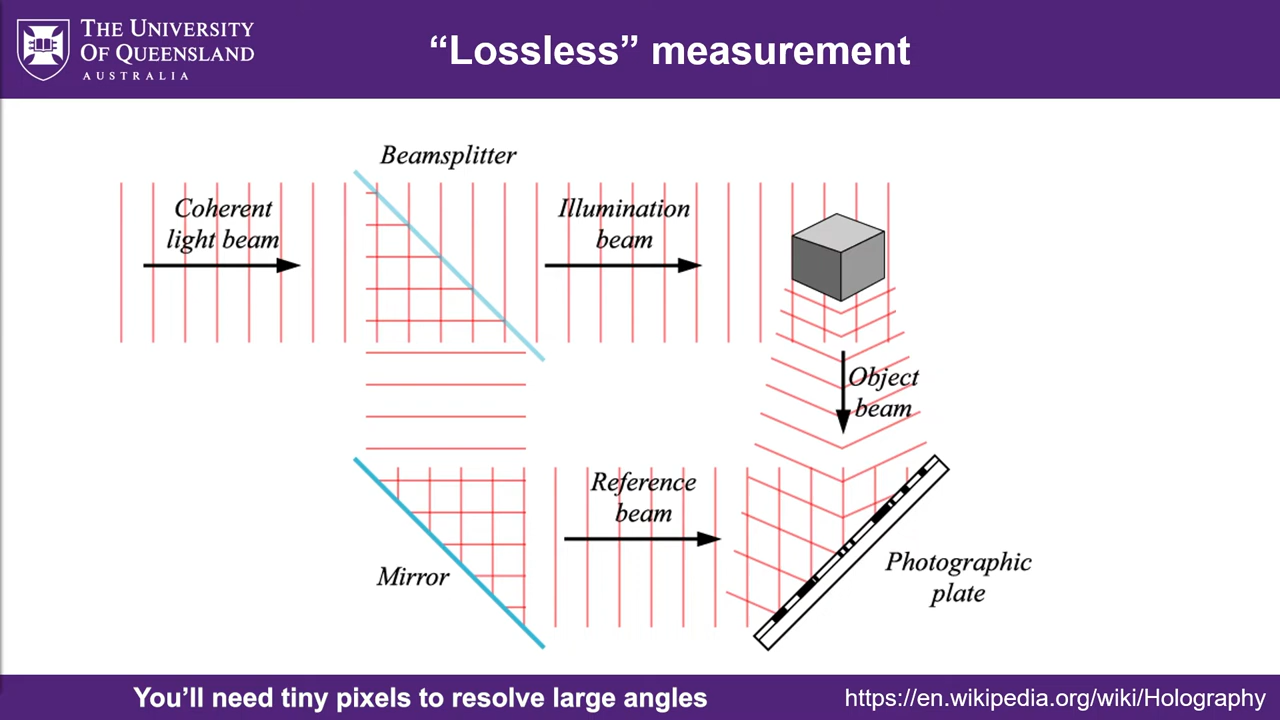 THE UNIVERSITY
OF QUEENSLAND
AUSTRALIA
“Lossless” measurement
Beamsplitter
Coherent
light beam
Illumination
beam
Object
beam
Reference
beam
Mirror
Photographic
plate
You’ll need tiny pixels to resolve large angles
https://en.wikipedia.org/wiki/Holography